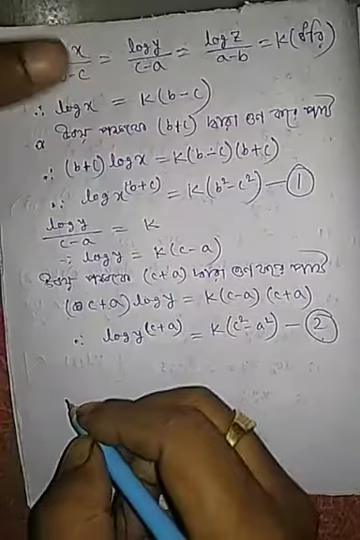 x/b-c = log y/c-a = log z/a-b = K (ধরি)
∴ log x = K(b-c)
উভয় পক্ষকে (b+c) দ্বারা গুণ করে পাই
∴ (b+c) log x = K(b-c)(b+c)
∴ log x^(b+c) = K(b²-c²) — ①
log y/c-a = K
∴ log y = K(c-a)
উভয় পক্ষকে (c+a) দ্বারা গুণ করে পাই
(c+a) log y = K(c-a)(c+a)
∴ log y^(c+a) = K(c²-a²) — ②